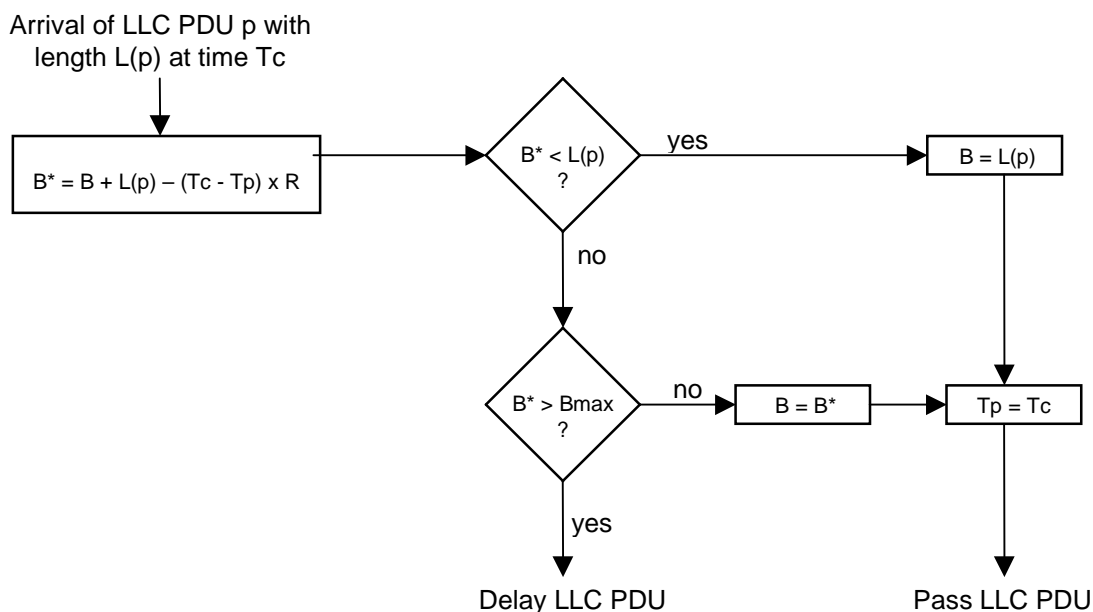 Arrival of LLC PDU p with
length L(p) at time Tc
B* = B + L(p) – (Tc - Tp) x R
B* < L(p)
?
yes
B = L(p)
no
B* > Bmax
?
no
B = B*
Tp = Tc
yes
Delay LLC PDU
Pass LLC PDU